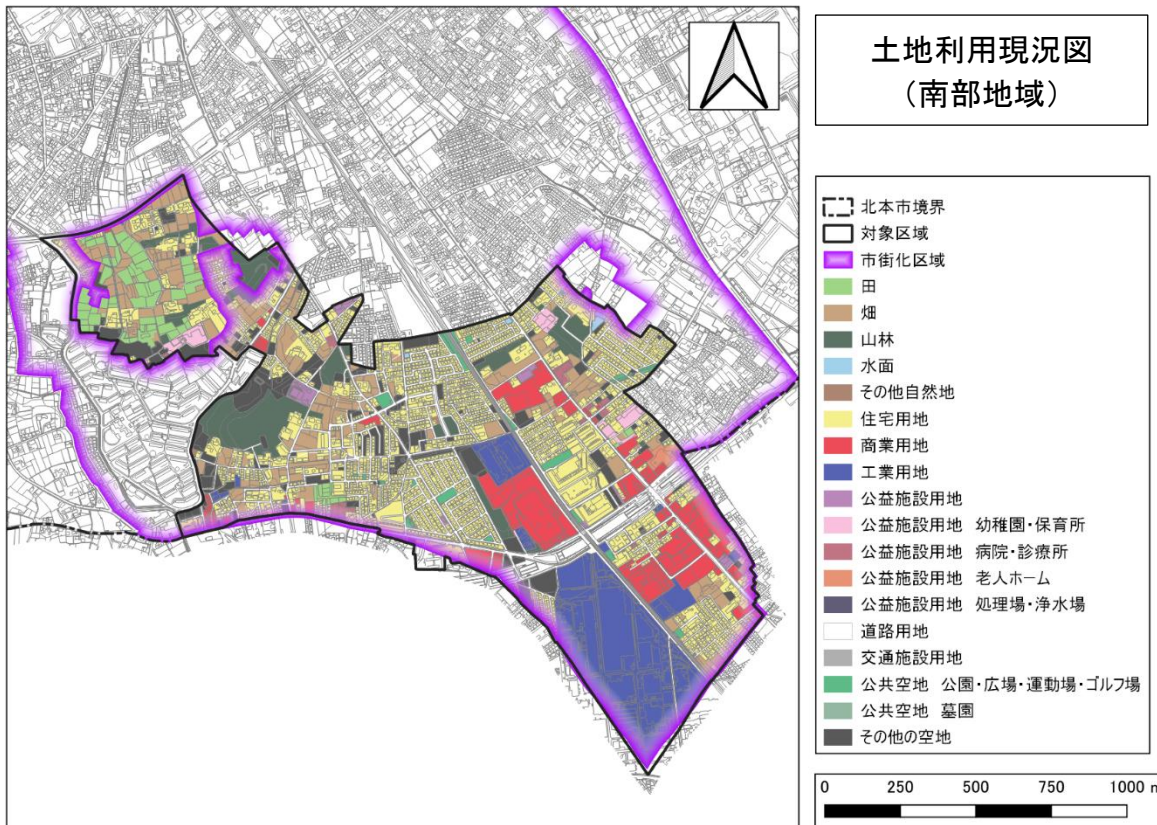 土地利用現況図
（南部地域）
北本市境界
対象区域
市街化区域
田
畑
山林
水面
その他自然地
住宅用地
商業用地
工業用地
公益施設用地
公益施設用地 幼稚園・保育所
公益施設用地 病院・診療所
公益施設用地 老人ホーム
公益施設用地 処理場・浄水場
道路用地
交通施設用地
公共空地 公園・広場・運動場・ゴルフ場
公共空地 墓園
その他の空地
0 250 500 750 1000 m